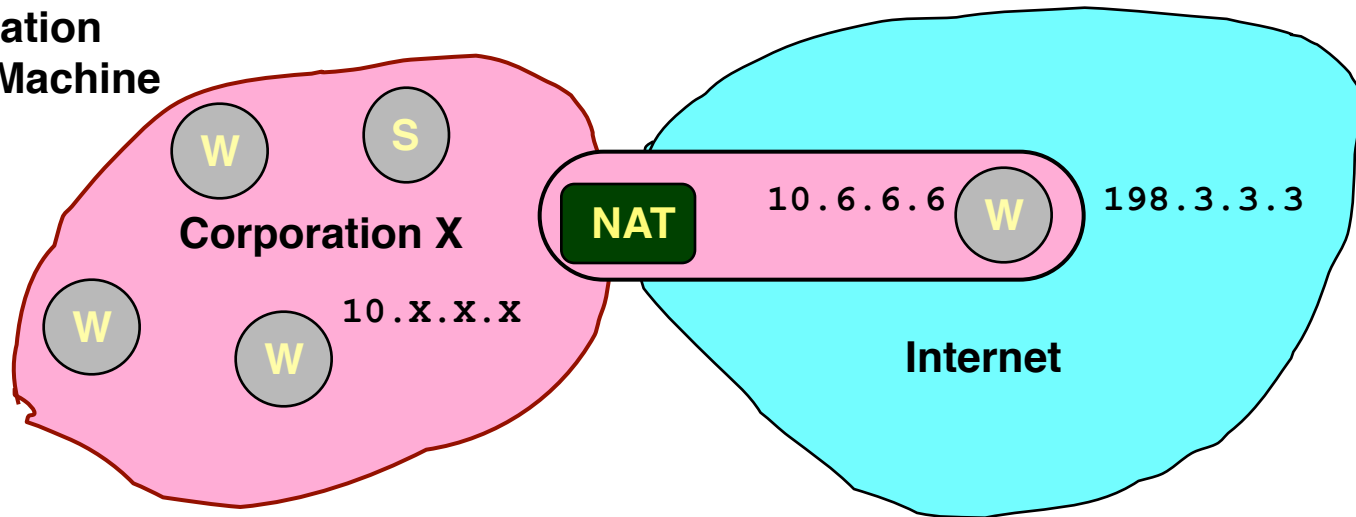 ation
Machine
W
S
NAT
10.6.6.6
W
198.3.3.3
Corporation X
W
10.X.X.X
W
Internet